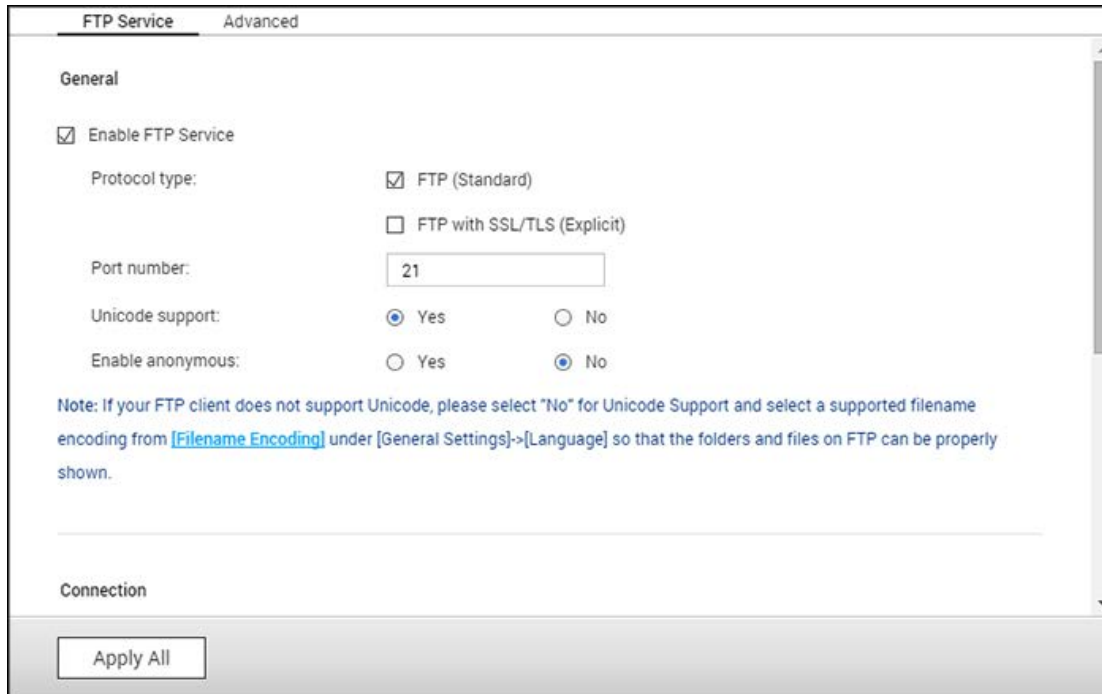 FTP Service Advanced
General
Enable FTP Service
Protocol type: FTP (Standard)
FTP with SSL/TLS (Explicit)
Port number: 21
Unicode support: Yes No
Enable anonymous: Yes No
Note: If your FTP client does not support Unicode, please select "No" for Unicode Support and select a supported filename
encoding from [Filename Encoding] under [General Settings]->[Language] so that the folders and files on FTP can be properly
shown.
Connection
Apply All